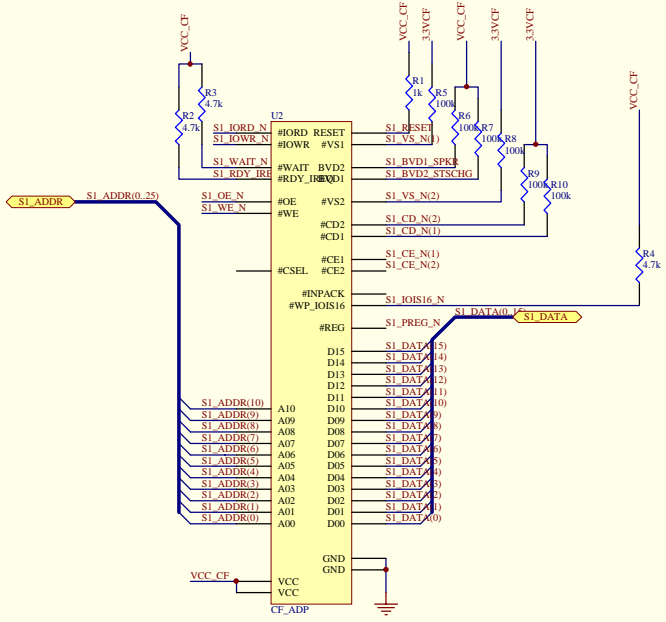 VCC_CF
VCC_CF
3.3VCF
VCC_CF
3.3VCF
3.3VCF
VCC_CF
R3
4.7k
R2
4.7k
R1
1k
R5
100k
R6
100k
R7
100k
R8
100k
R9
100k
R10
100k
R4
4.7k
U2
S1_IORD_N #IORD RESET S1_RESET
S1_IOWR_N #IOWR #VS1 S1_VS_N(1)
S1_WAIT_N #WAIT BVD2 S1_BVD1_SPKR
S1_RDY_IRE #RDY_IREQ BVD1 S1_BVD2_STSCHG
S1_ADDR S1_ADDR(0..25)
S1_OE_N #OE #VS2 S1_VS_N(2)
S1_WE_N #WE
#CD2 S1_CD_N(2)
#CD1 S1_CD_N(1)
#CE1 S1_CE_N(1)
#CSEL #CE2 S1_CE_N(2)
#INPACK
#WP_IOIS16 S1_IOIS16_N
S1_DATA(0..15) S1_DATA
#REG S1_PREG_N
D15 S1_DATA(15)
D14 S1_DATA(14)
D13 S1_DATA(13)
D12 S1_DATA(12)
D11 S1_DATA(11)
S1_ADDR(10) A10 D10 S1_DATA(10)
S1_ADDR(9) A09 D09 S1_DATA(9)
S1_ADDR(8) A08 D08 S1_DATA(8)
S1_ADDR(7) A07 D07 S1_DATA(7)
S1_ADDR(6) A06 D06 S1_DATA(6)
S1_ADDR(5) A05 D05 S1_DATA(5)
S1_ADDR(4) A04 D04 S1_DATA(4)
S1_ADDR(3) A03 D03 S1_DATA(3)
S1_ADDR(2) A02 D02 S1_DATA(2)
S1_ADDR(1) A01 D01 S1_DATA(1)
S1_ADDR(0) A00 D00 S1_DATA(0)
GND
GND
VCC_CF VCC
VCC
CF_ADP